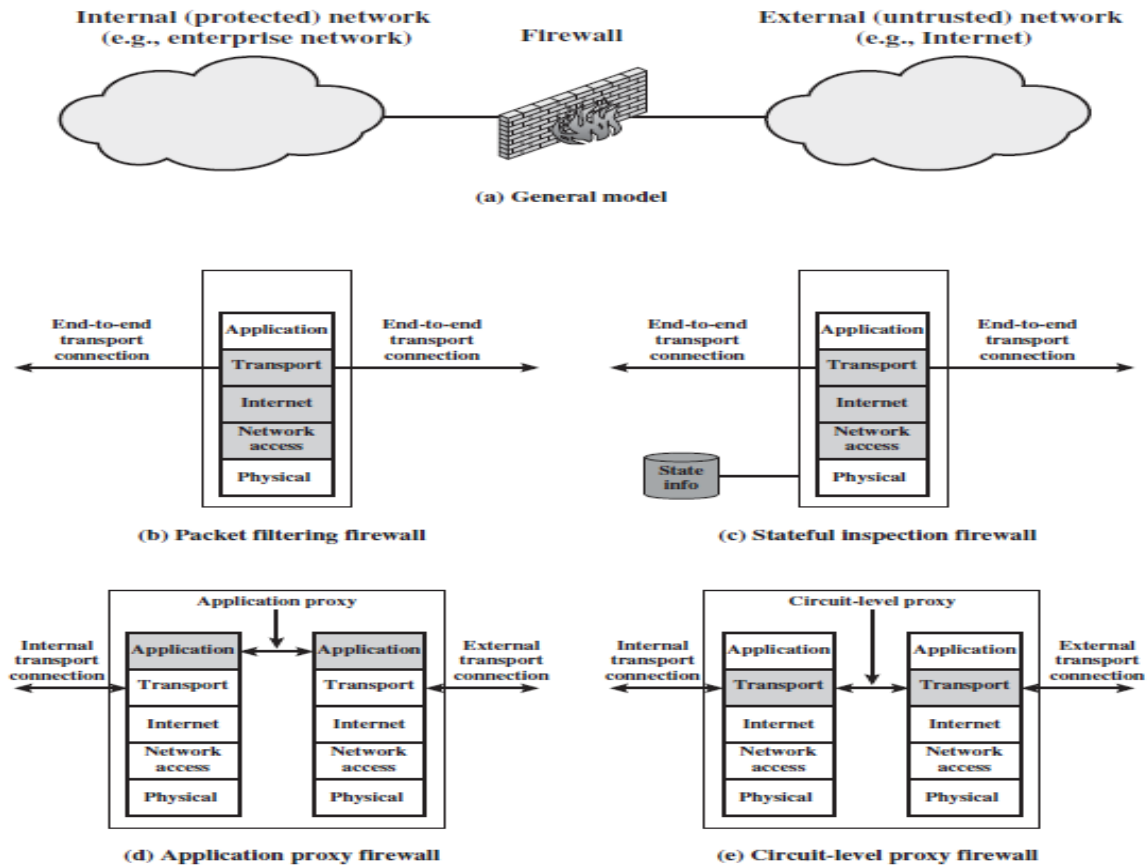 Internal (protected) network
(e.g., enterprise network)
Firewall
External (untrusted) network
(e.g., Internet)
(a) General model
End-to-end
transport
connection
Application
Transport
Internet
Network
access
Physical
End-to-end
transport
connection
(b) Packet filtering firewall
End-to-end
transport
connection
Application
Transport
Internet
Network
access
Physical
End-to-end
transport
connection
State
info
(c) Stateful inspection firewall
Application proxy
Internal
transport
connection
Application
Transport
Internet
Network
access
Physical
Application
Transport
Internet
Network
access
Physical
External
transport
connection
(d) Application proxy firewall
Circuit-level proxy
Internal
transport
connection
Application
Transport
Internet
Network
access
Physical
Application
Transport
Internet
Network
access
Physical
External
transport
connection
(e) Circuit-level proxy firewall